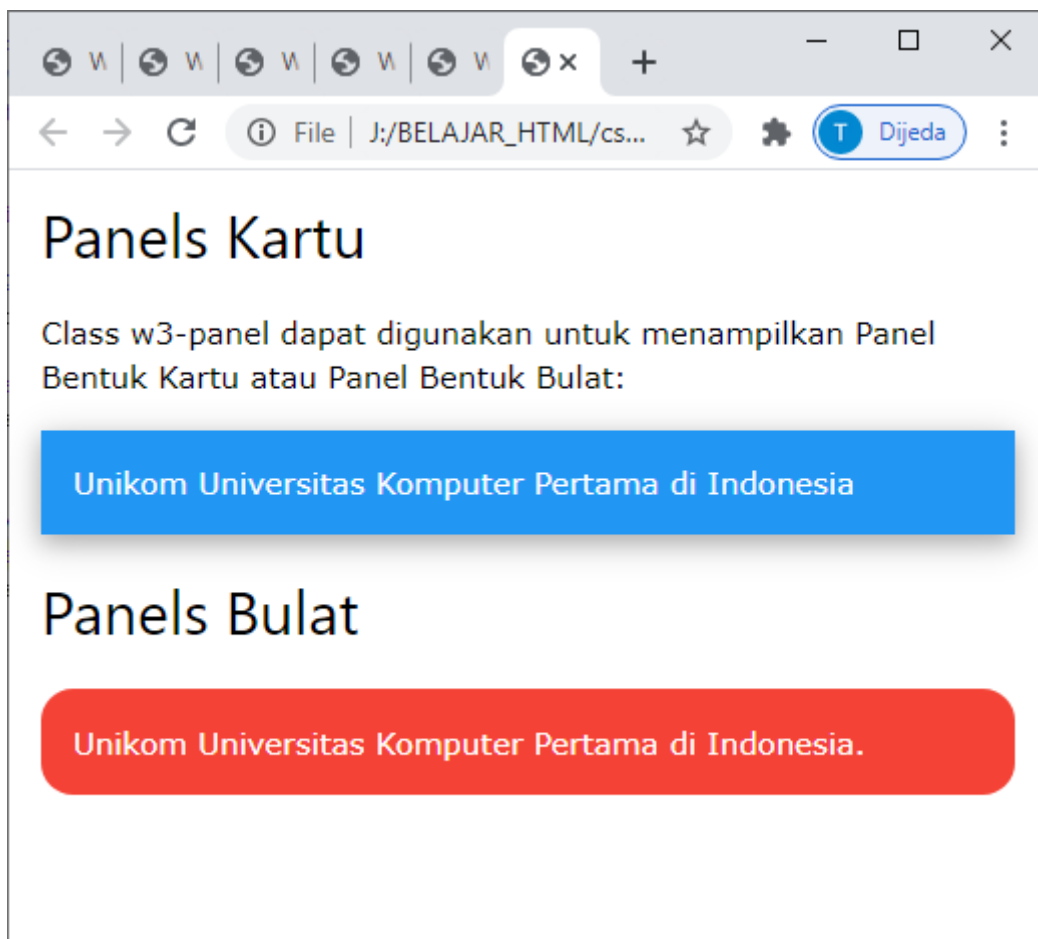 File | J:/BELAJAR_HTML/cs... T Dijeda
Panels Kartu
Class w3-panel dapat digunakan untuk menampilkan Panel
Bentuk Kartu atau Panel Bentuk Bulat:
Unikom Universitas Komputer Pertama di Indonesia
Panels Bulat
Unikom Universitas Komputer Pertama di Indonesia.